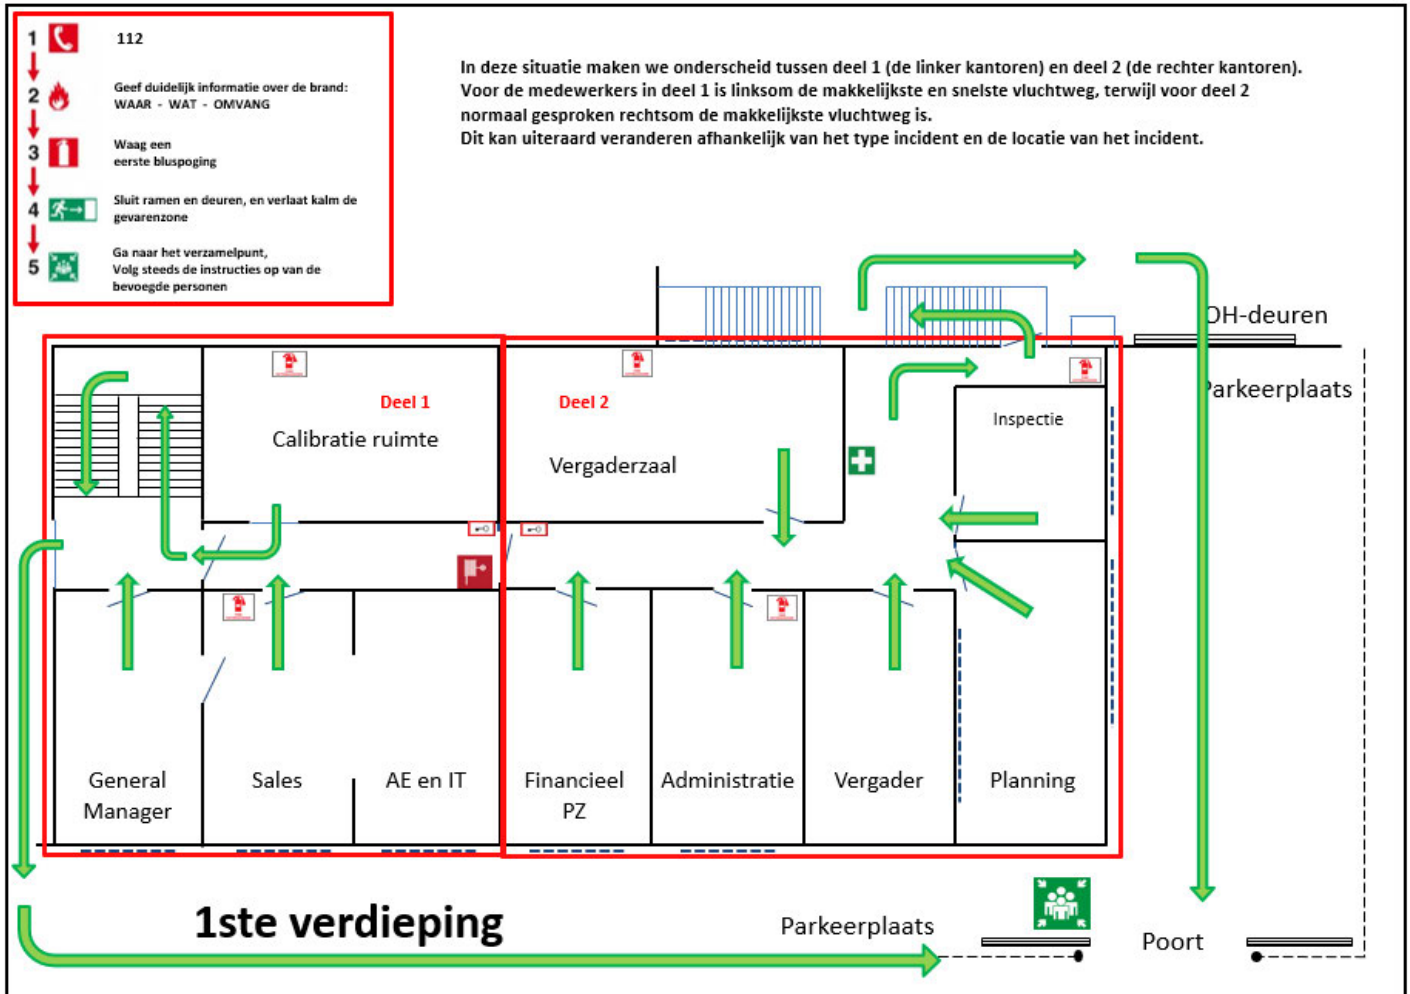 1
112
2
Geef duidelijk informatie over de brand:
WAAR - WAT - OMVANG
3
Waag een
eerste bluspoging
4
Sluit ramen en deuren, en verlaat kalm de
gevarenzone
5
Ga naar het verzamelpunt,
Volg steeds de instructies op van de
bevoegde personen
In deze situatie maken we onderscheid tussen deel 1 (de linker kantoren) en deel 2 (de rechter kantoren).
Voor de medewerkers in deel 1 is linksom de makkelijkste en snelste vluchtweg, terwijl voor deel 2
normaal gesproken rechtsom de makkelijkste vluchtweg is.
Dit kan uiteraard veranderen afhankelijk van het type incident en de locatie van het incident.
OH-deuren
Parkeerplaats
Deel 1
Deel 2
Calibratie ruimte
Vergaderzaal
Inspectie
General
Manager
Sales
AE en IT
Financieel
PZ
Administratie
Vergader
Planning
1ste verdieping
Parkeerplaats
Poort